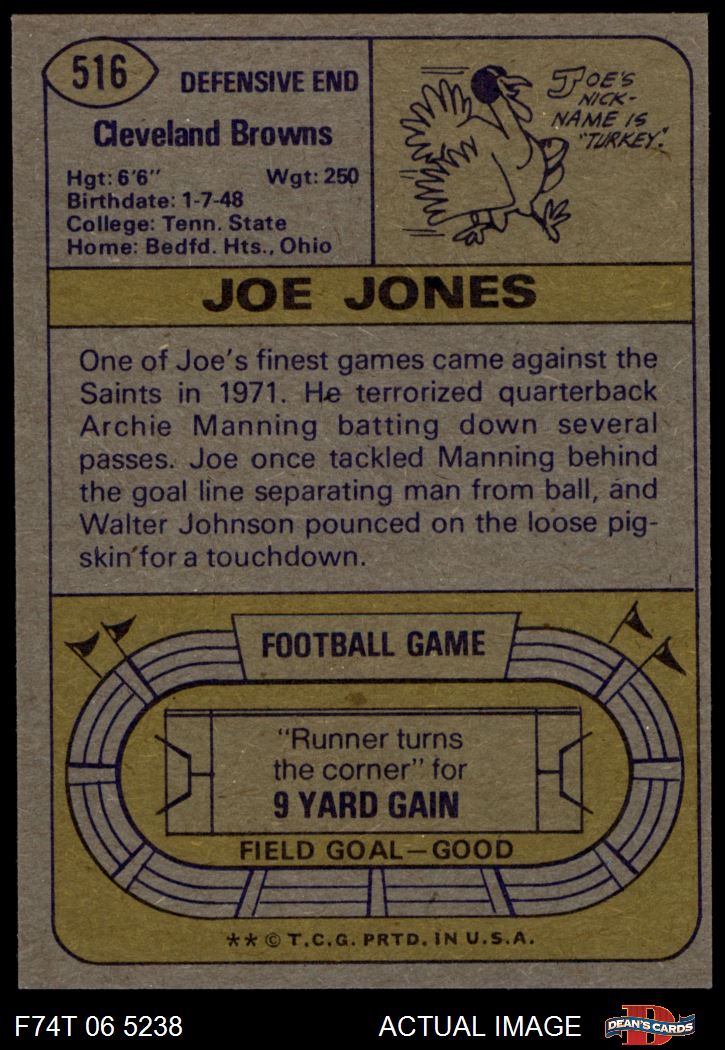 516
DEFENSIVE END
Cleveland Browns
Hgt: 6'6" Wgt: 250
Birthdate: 1-7-48
College: Tenn. State
Home: Bedfd. Hts., Ohio
JOE'S
NICK-
NAME IS
"TURKEY".
JOE JONES
One of Joe's finest games came against the
Saints in 1971. He terrorized quarterback
Archie Manning batting down several
passes. Joe once tackled Manning behind
the goal line separating man from ball, and
Walter Johnson pounced on the loose pig-
skin for a touchdown.
FOOTBALL GAME
"Runner turns
the corner" for
9 YARD GAIN
FIELD GOAL—GOOD
** © T.C.G. PRTD. IN U.S.A.
F74T 06 5238 ACTUAL IMAGE
D
DEAN'S CARDS